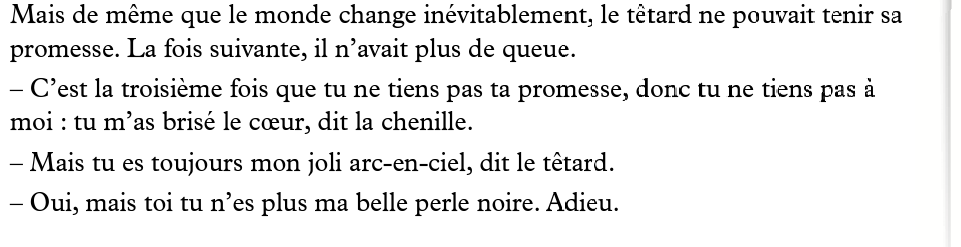 Mais de même que le monde change inévitablement, le têtard ne pouvait tenir sa
promesse. La fois suivante, il n’avait plus de queue.
– C’est la troisième fois que tu ne tiens pas ta promesse, donc tu ne tiens pas à
moi : tu m’as brisé le cœur, dit la chenille.
– Mais tu es toujours mon joli arc-en-ciel, dit le têtard.
– Oui, mais toi tu n’es plus ma belle perle noire. Adieu.